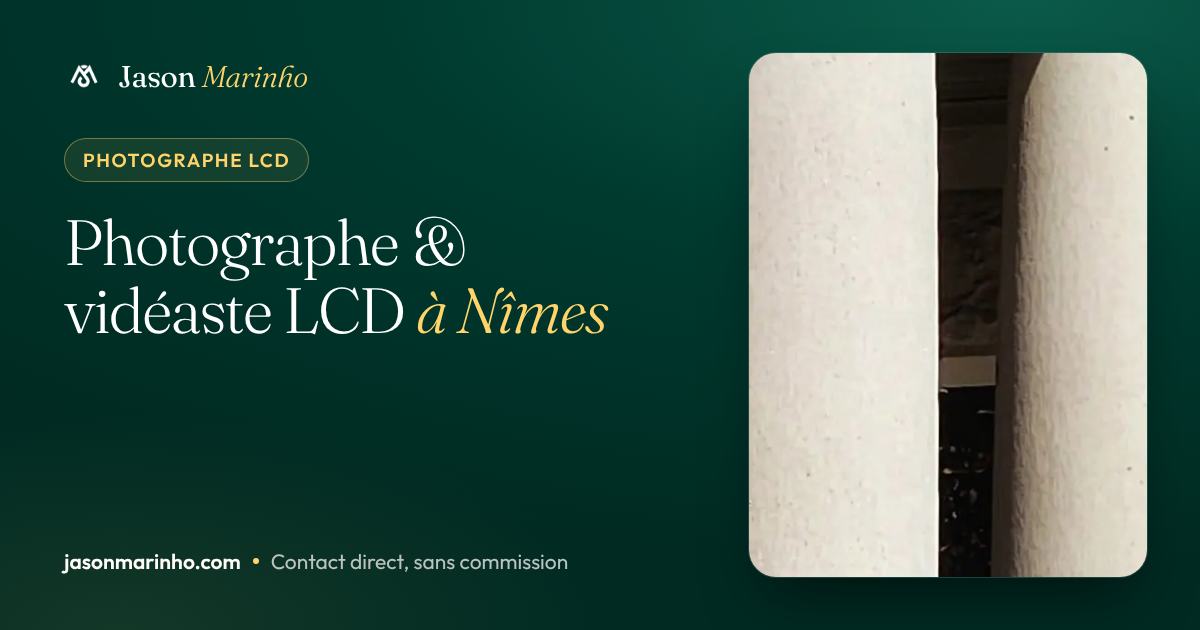 Jason Marinho
PHOTOGRAPHE LCD
Photographe &
vidéaste LCD à Nîmes
jasonmarinho.com • Contact direct, sans commission